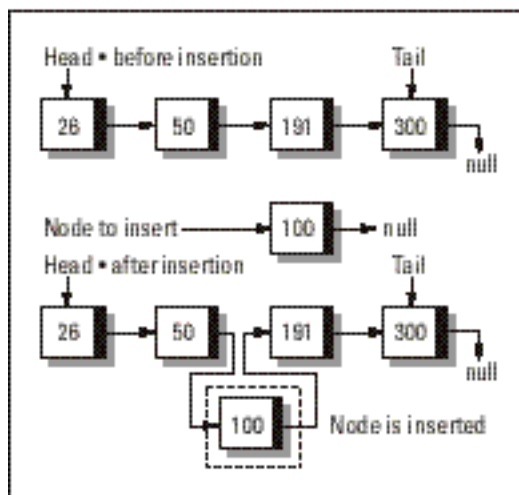 Head • before insertion Tail
26 50 191 300
null
Node to insert 100 null
Head • after insertion Tail
26 50 191 300
null
100 Node is inserted